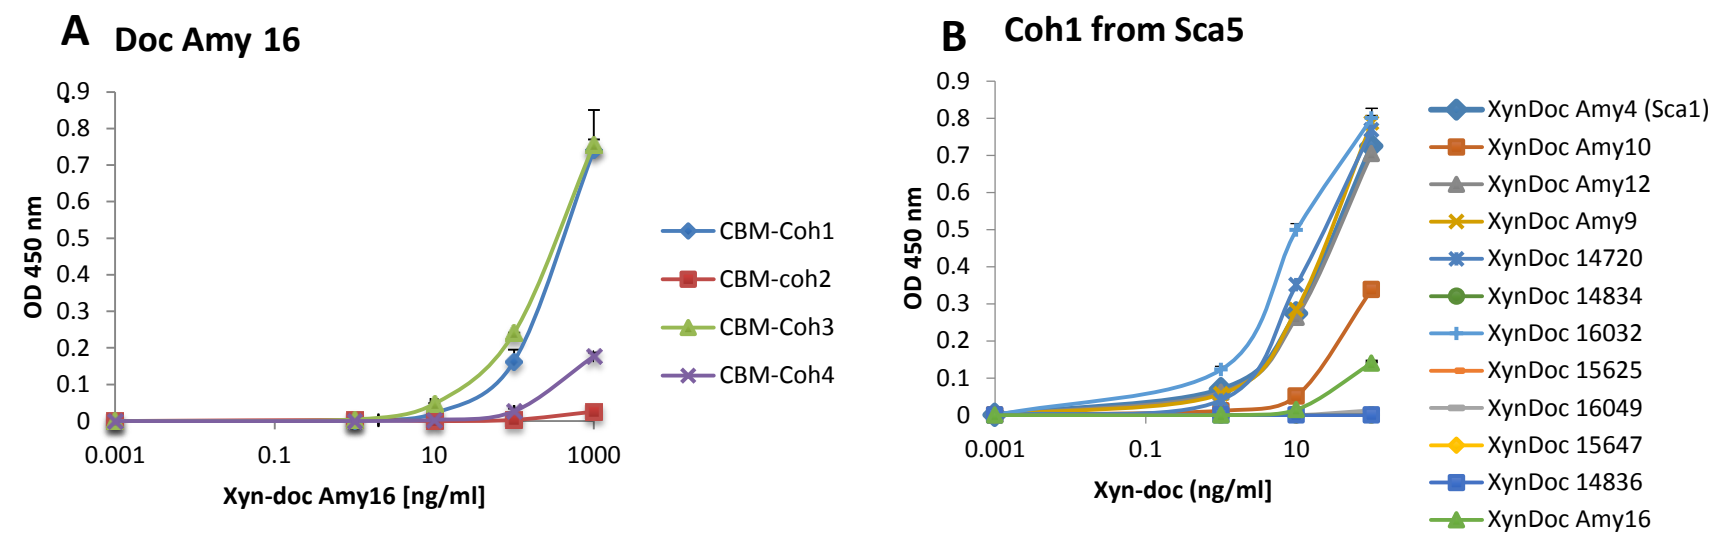 A Doc Amy 16
0.9
0.8
0.7
0.6
0.5
0.4
0.3
0.2
0.1
0
OD 450 nm
0.001 0.1 10 1000
Xyn-doc Amy16 [ng/ml]
CBM-Coh1
CBM-coh2
CBM-Coh3
CBM-Coh4
B Coh1 from Sca5
0.9
0.8
0.7
0.6
0.5
0.4
0.3
0.2
0.1
0
OD 450 nm
0.001 0.1 10
Xyn-doc (ng/ml]
XynDoc Amy4 (Sca1)
XynDoc Amy10
XynDoc Amy12
XynDoc Amy9
XynDoc 14720
XynDoc 14834
XynDoc 16032
XynDoc 15625
XynDoc 16049
XynDoc 15647
XynDoc 14836
XynDoc Amy16